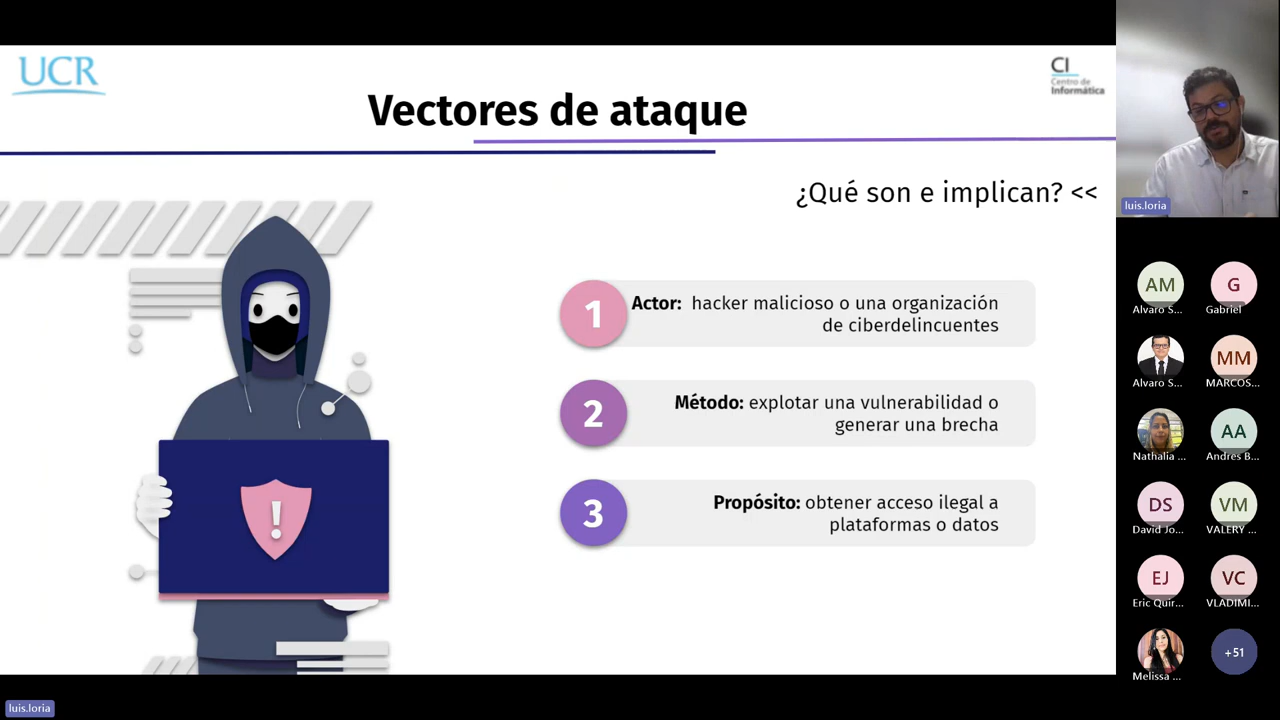 UCR
CI
Centro de
Informática
Vectores de ataque
¿Qué son e implican? <<
1
Actor: hacker malicioso o una organización
de ciberdelincuentes
2
Método: explotar una vulnerabilidad o
generar una brecha
3
Propósito: obtener acceso ilegal a
plataformas o datos
!
luis.loria
AM
G
Alvaro S...
Gabriel
MM
Alvaro S...
MARCOS...
AA
Nathalia ...
Andres B...
DS
VM
David Jo...
VALERY ...
EJ
VC
Eric Quir...
VLADIMI...
+51
Melissa ...
luis.loria